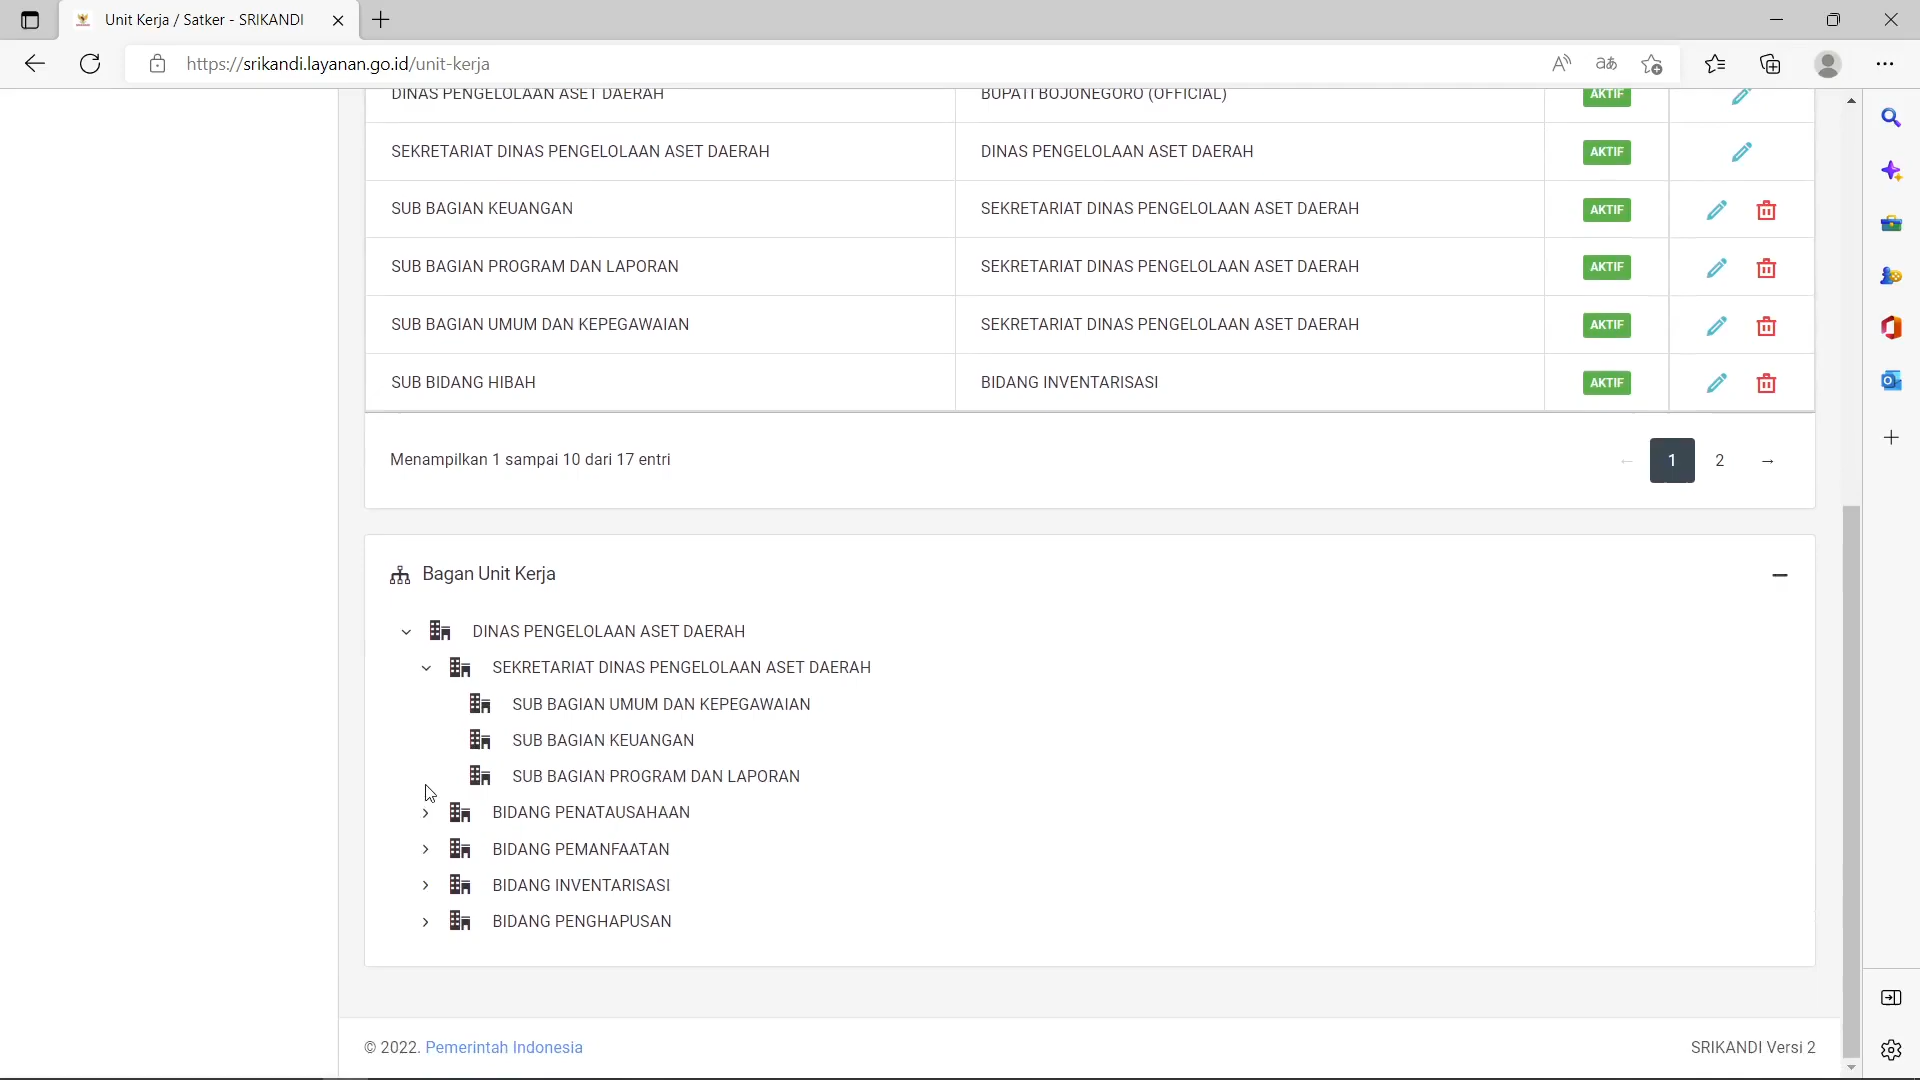 Unit Kerja / Satker - SRIKANDI
https://srikandi.layanan.go.id/unit-kerja
DINAS PENGELOLAAN ASET DAERAH BUPATI BOJONEGORO (OFFICIAL) AKTIF
SEKRETARIAT DINAS PENGELOLAAN ASET DAERAH DINAS PENGELOLAAN ASET DAERAH AKTIF
SUB BAGIAN KEUANGAN SEKRETARIAT DINAS PENGELOLAAN ASET DAERAH AKTIF
SUB BAGIAN PROGRAM DAN LAPORAN SEKRETARIAT DINAS PENGELOLAAN ASET DAERAH AKTIF
SUB BAGIAN UMUM DAN KEPEGAWAIAN SEKRETARIAT DINAS PENGELOLAAN ASET DAERAH AKTIF
SUB BIDANG HIBAH BIDANG INVENTARISASI AKTIF
Menampilkan 1 sampai 10 dari 17 entri ← 1 2 →
Bagan Unit Kerja
DINAS PENGELOLAAN ASET DAERAH
SEKRETARIAT DINAS PENGELOLAAN ASET DAERAH
SUB BAGIAN UMUM DAN KEPEGAWAIAN
SUB BAGIAN KEUANGAN
SUB BAGIAN PROGRAM DAN LAPORAN
BIDANG PENATAUSAHAAN
BIDANG PEMANFAATAN
BIDANG INVENTARISASI
BIDANG PENGHAPUSAN
© 2022. Pemerintah Indonesia SRIKANDI Versi 2